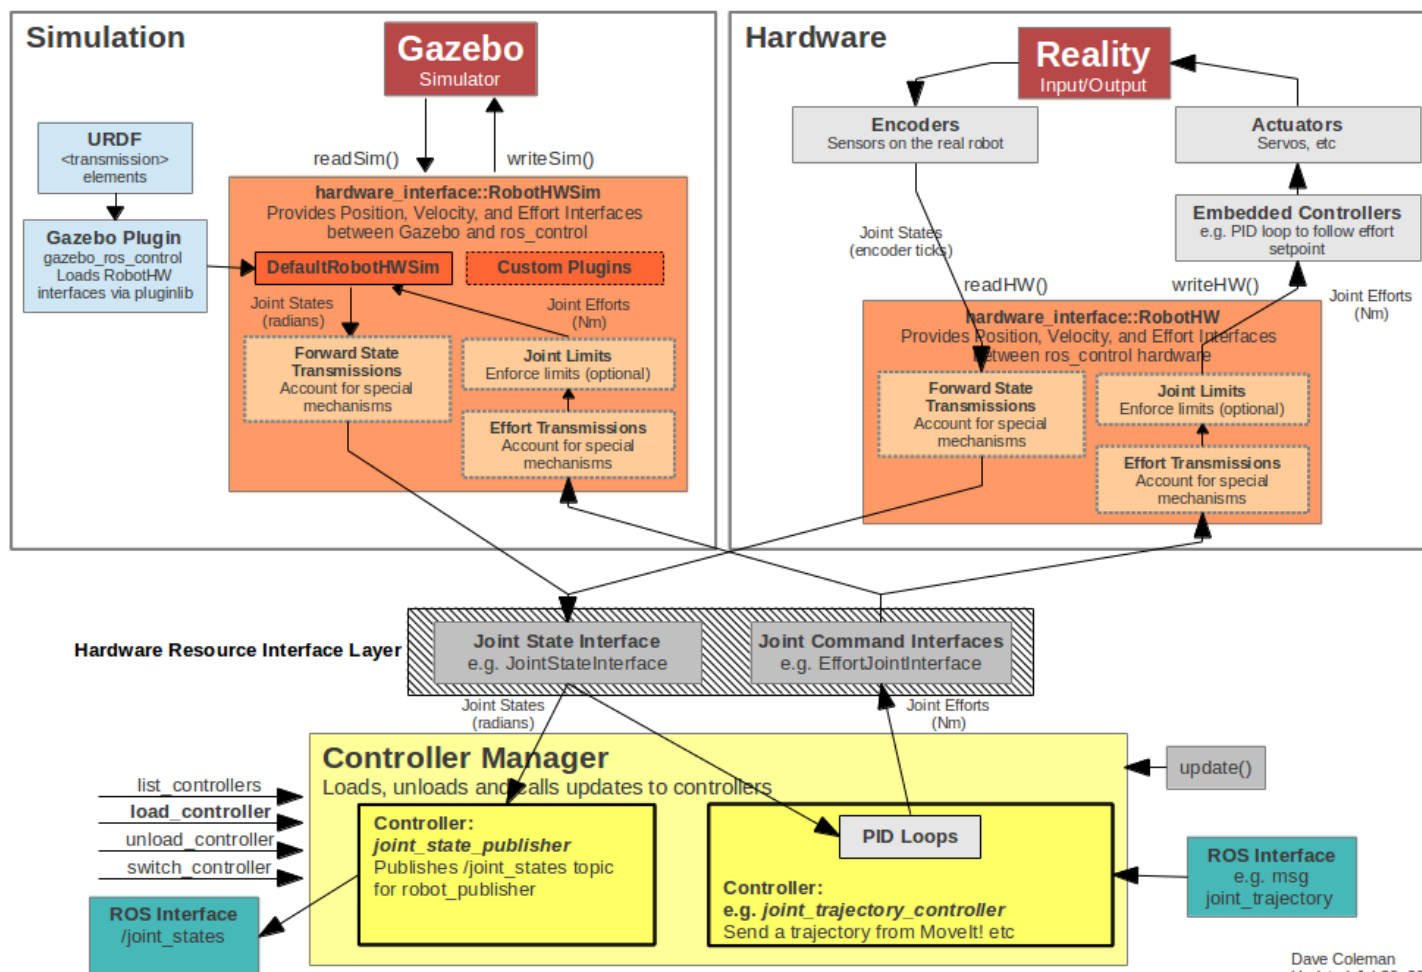 Simulation
Gazebo
Simulator
Hardware
Reality
Input/Output
URDF
<transmission>
elements
readSim()
writeSim()
Encoders
Sensors on the real robot
Actuators
Servos, etc
Gazebo Plugin
gazebo_ros_control
Loads RobotHW
interfaces via pluginlib
hardware_interface::RobotHWSim
Provides Position, Velocity, and Effort Interfaces
between Gazebo and ros_control
DefaultRobotHWSim
Custom Plugins
Joint States
(radians)
Joint Efforts
(Nm)
Forward State
Transmissions
Account for special
mechanisms
Joint Limits
Enforce limits (optional)
Effort Transmissions
Account for special
mechanisms
Joint States
(encoder ticks)
Embedded Controllers
e.g. PID loop to follow effort
setpoint
readHW()
writeHW()
Joint Efforts
(Nm)
hardware_interface::RobotHW
Provides Position, Velocity, and Effort Interfaces
between ros_control hardware
Forward State
Transmissions
Account for special
mechanisms
Joint Limits
Enforce limits (optional)
Effort Transmissions
Account for special
mechanisms
Hardware Resource Interface Layer
Joint State Interface
e.g. JointStateInterface
Joint Command Interfaces
e.g. EffortJointInterface
Joint States
(radians)
Joint Efforts
(Nm)
Controller Manager
Loads, unloads and calls updates to controllers
update()
list_controllers
load_controller
unload_controller
switch_controller
Controller:
joint_state_publisher
Publishes /joint_states topic
for robot_publisher
PID Loops
Controller:
e.g. joint_trajectory_controller
Send a trajectory from MoveIt! etc
ROS Interface
e.g. msg
joint_trajectory
ROS Interface
/joint_states
Dave Coleman